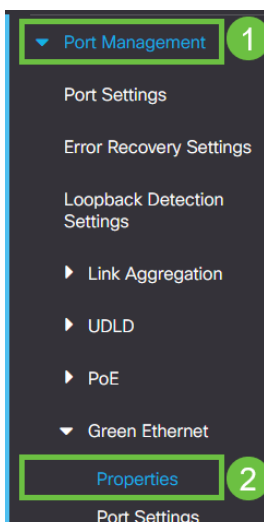 Port Management 1
Port Settings
Error Recovery Settings
Loopback Detection
Settings
Link Aggregation
UDLD
PoE
Green Ethernet
Properties 2
Port Settings